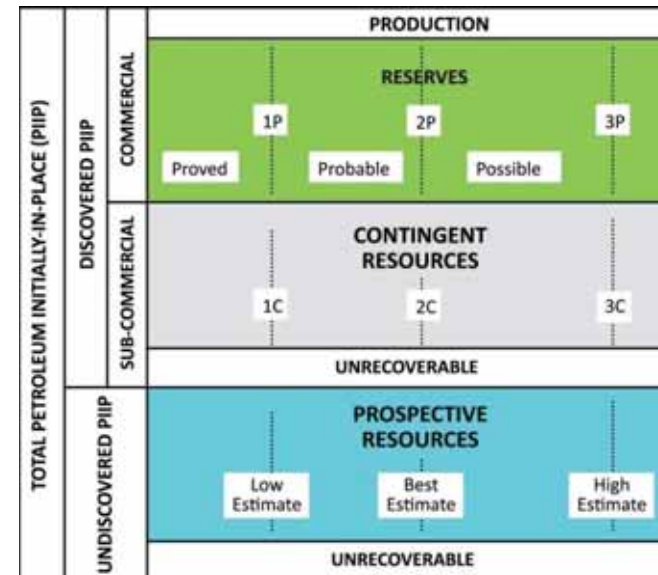 TOTAL PETROLEUM INITIALLY-IN-PLACE (PIIP)
DISCOVERED PIIP
COMMERCIAL
PRODUCTION
RESERVES
1P
2P
3P
Proved
Probable
Possible
SUB-COMMERCIAL
CONTINGENT
RESOURCES
1C
2C
3C
UNRECOVERABLE
UNDISCOVERED PIIP
PROSPECTIVE
RESOURCES
Low
Estimate
Best
Estimate
High
Estimate
UNRECOVERABLE